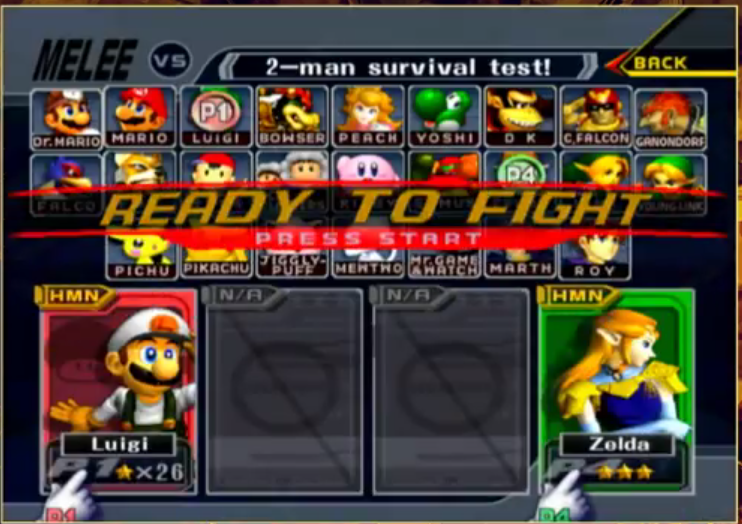 MELEE VS 2-man survival test! BACK
Dr.MARIO MARIO P1 LUIGI BOWSER PEACH YOSHI D K C.FALCON GANONDORF
FALCO P4 YOUNG LINK
READY TO FIGHT
PRESS START
PICHU PIKACHU JIGGLY-PUFF MEWTWO Mr.GAME &WATCH MARTH ROY
HMN N/A N/A HMN
Luigi Zelda
P1 ×26 P4
P1 P4